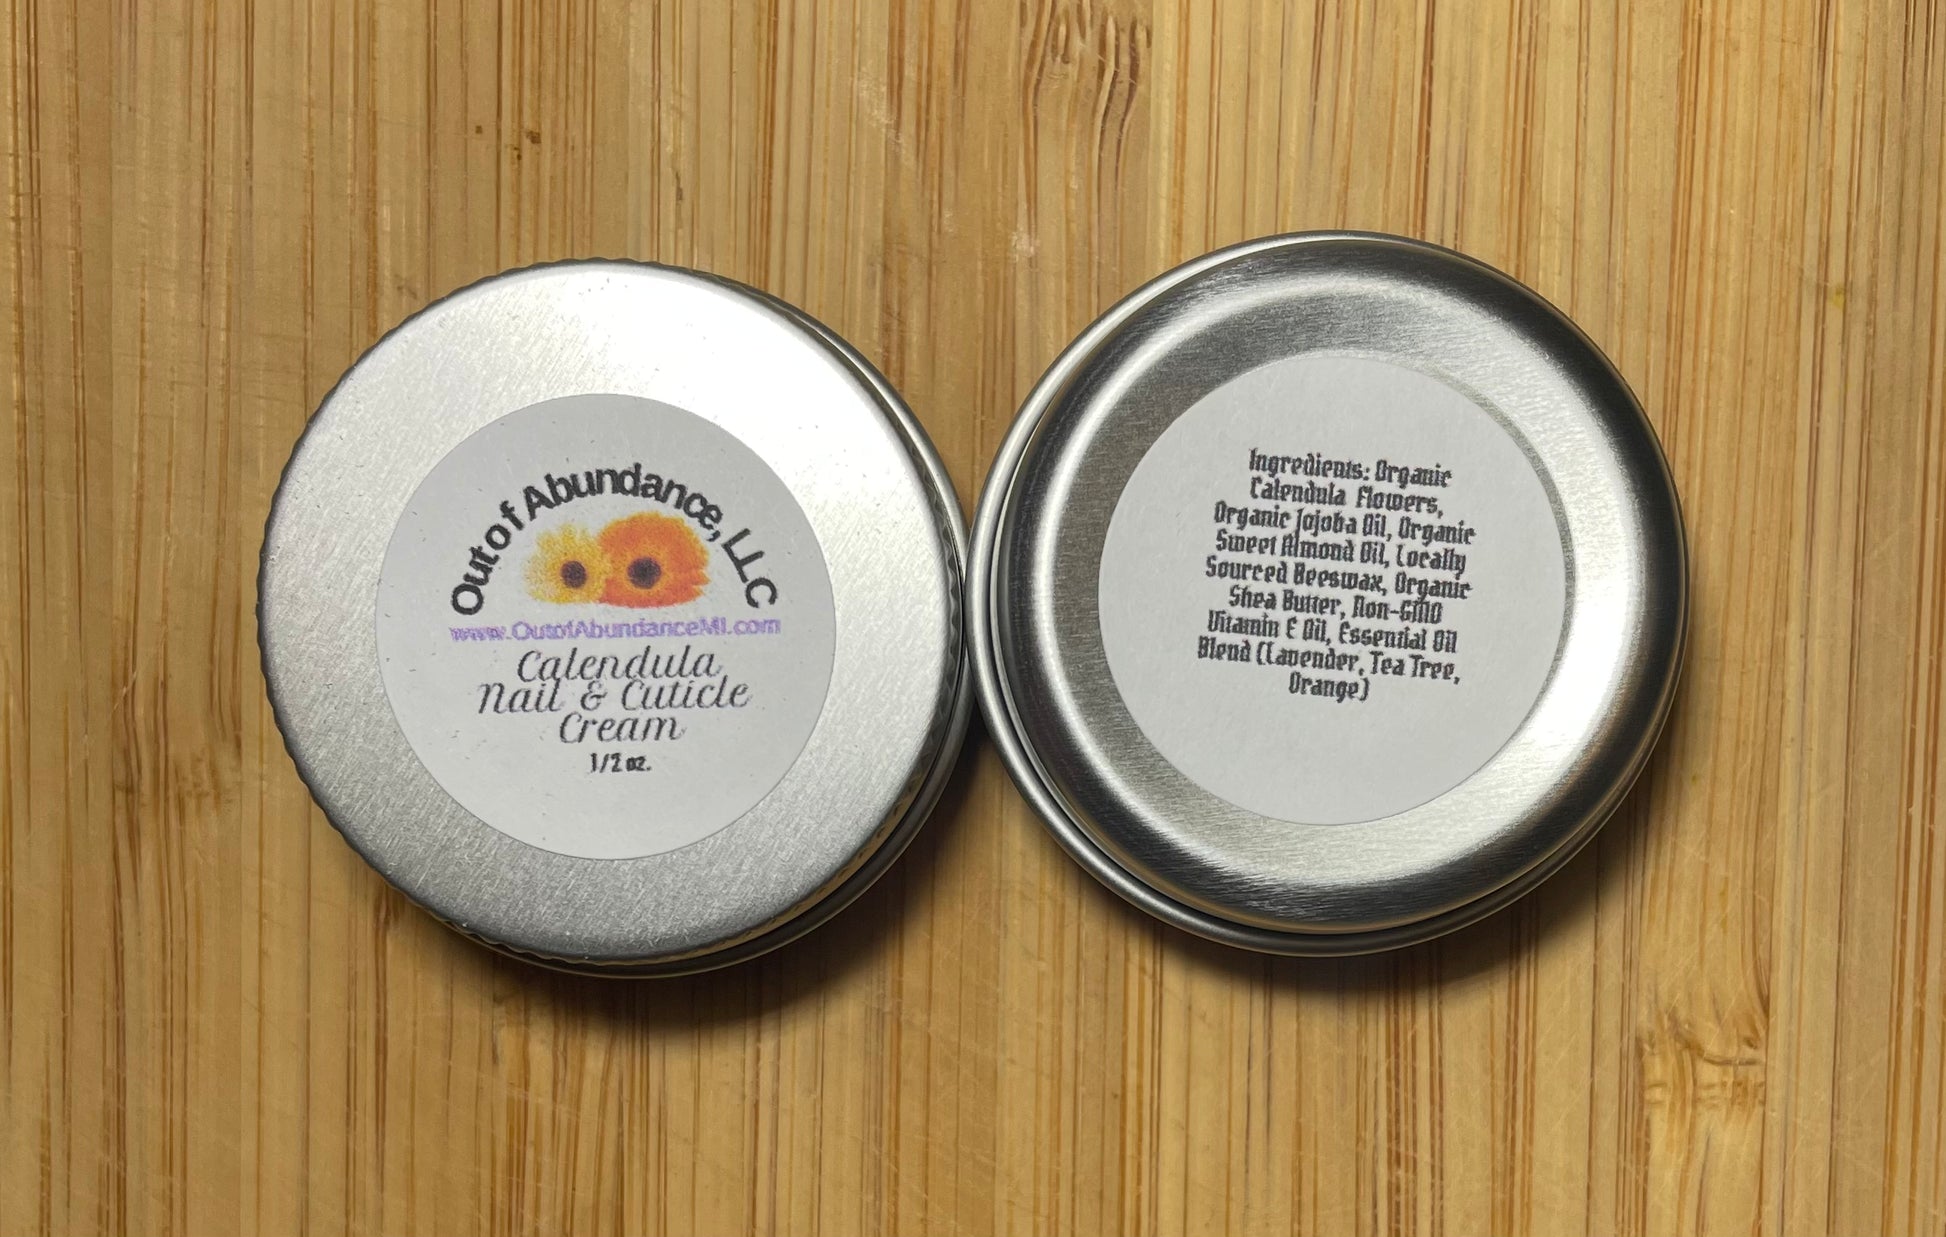 Out of Abundance, LLC
www.OutofAbundanceMI.com
Calendula
Nail & Cuticle
Cream
1/2 oz.
Ingredients: Organic
Calendula Flowers,
Organic Jojoba Oil, Organic
Sweet Almond Oil, Locally
Sourced Beeswax, Organic
Shea Butter, Non-GMO
Vitamin E Oil, Essential Oil
Blend (Lavender, Tea Tree,
Orange)